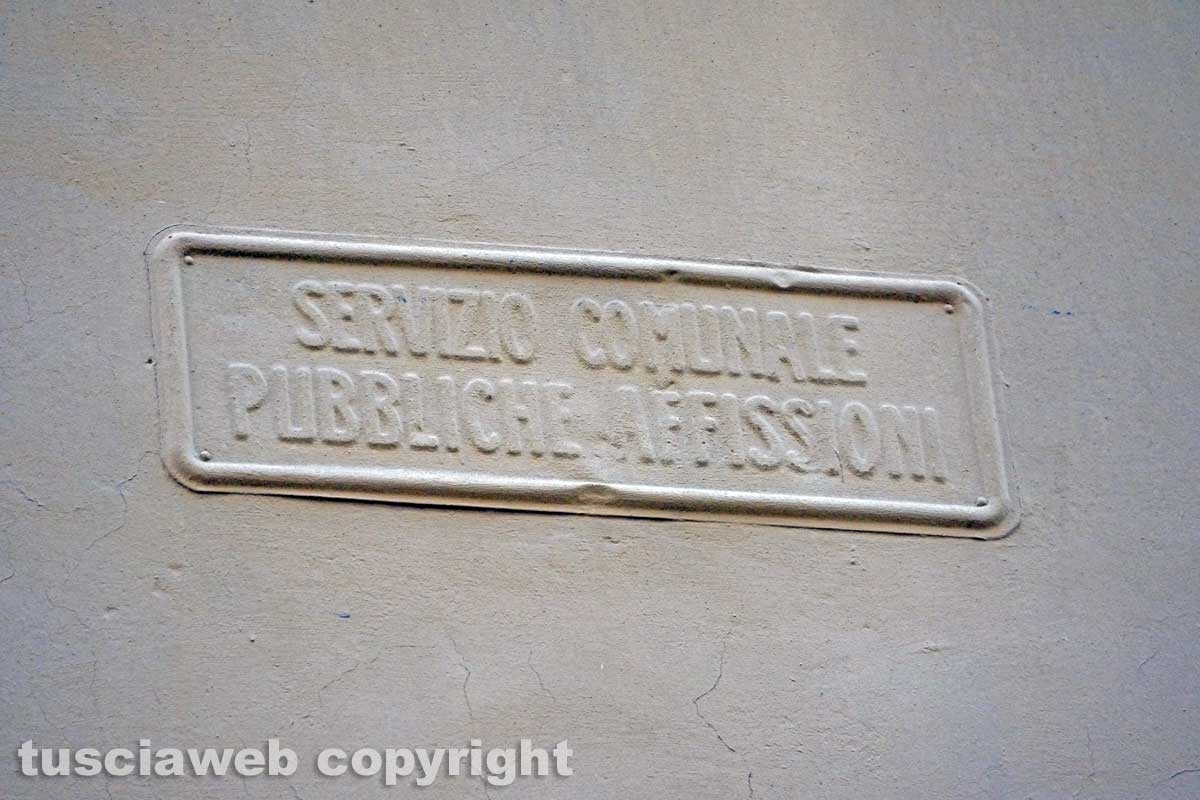 SERVIZIO COMUNALE
PUBBLICHE AFFISSIONI
tusciaweb copyright